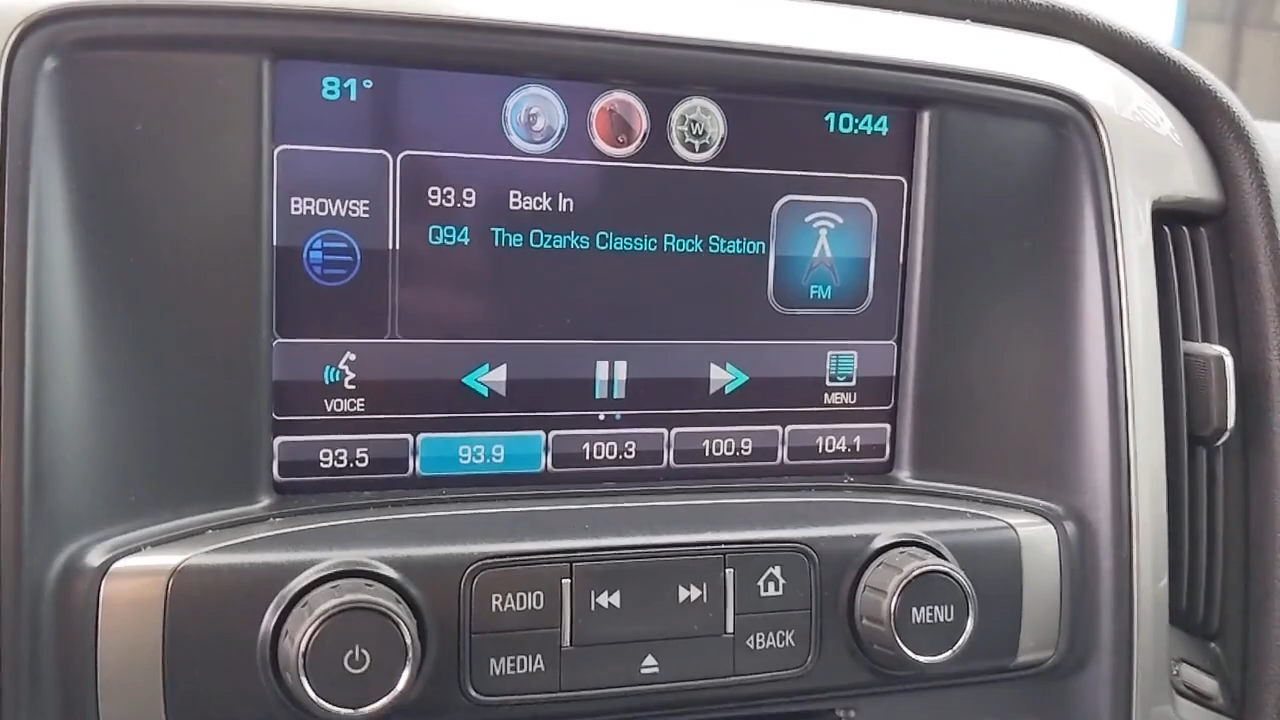 81°
W
10:44
BROWSE
93.9 Back In
Q94 The Ozarks Classic Rock Station
FM
VOICE
MENU
93.5 93.9 100.3 100.9 104.1
RADIO
MEDIA
BACK
MENU